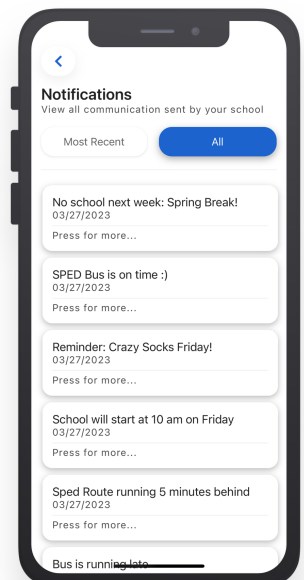 Notifications
View all communication sent by your school
Most Recent
All
No school next week: Spring Break!
03/27/2023
Press for more...
SPED Bus is on time :)
03/27/2023
Press for more...
Reminder: Crazy Socks Friday!
03/27/2023
Press for more...
School will start at 10 am on Friday
03/27/2023
Press for more...
Sped Route running 5 minutes behind
03/27/2023
Press for more...
Bus is running late